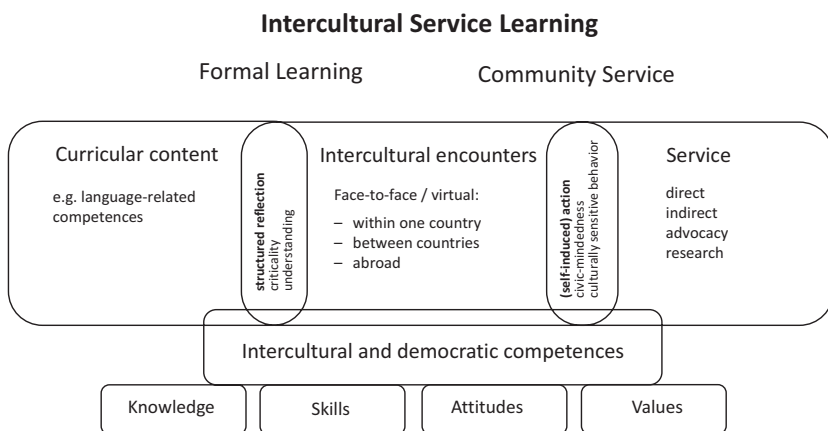 Intercultural Service Learning
Formal Learning
Community Service
Curricular content
e.g. language-related
competences
structured reflection
criticality
understanding
Intercultural encounters
Face-to-face / virtual:
– within one country
– between countries
– abroad
(self-induced) action
civic-mindedness
culturally sensitive behavior
Service
direct
indirect
advocacy
research
Intercultural and democratic competences
Knowledge
Skills
Attitudes
Values